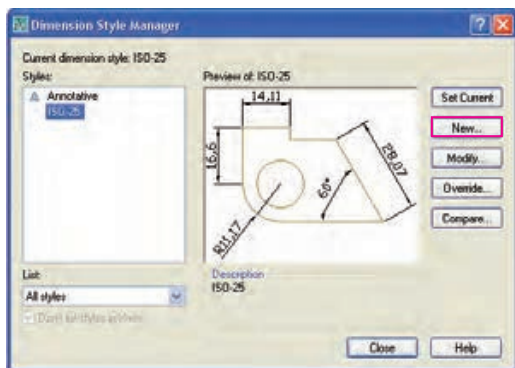 Dimension Style Manager
Current dimension style: ISO-25
Styles:
Annotative
ISO-25
Preview of: ISO-25
14,11
16,6
28,07
60°
R11,17
Set Current
New...
Modify...
Override...
Compare...
List:
All styles
Description
ISO-25
Close
Help